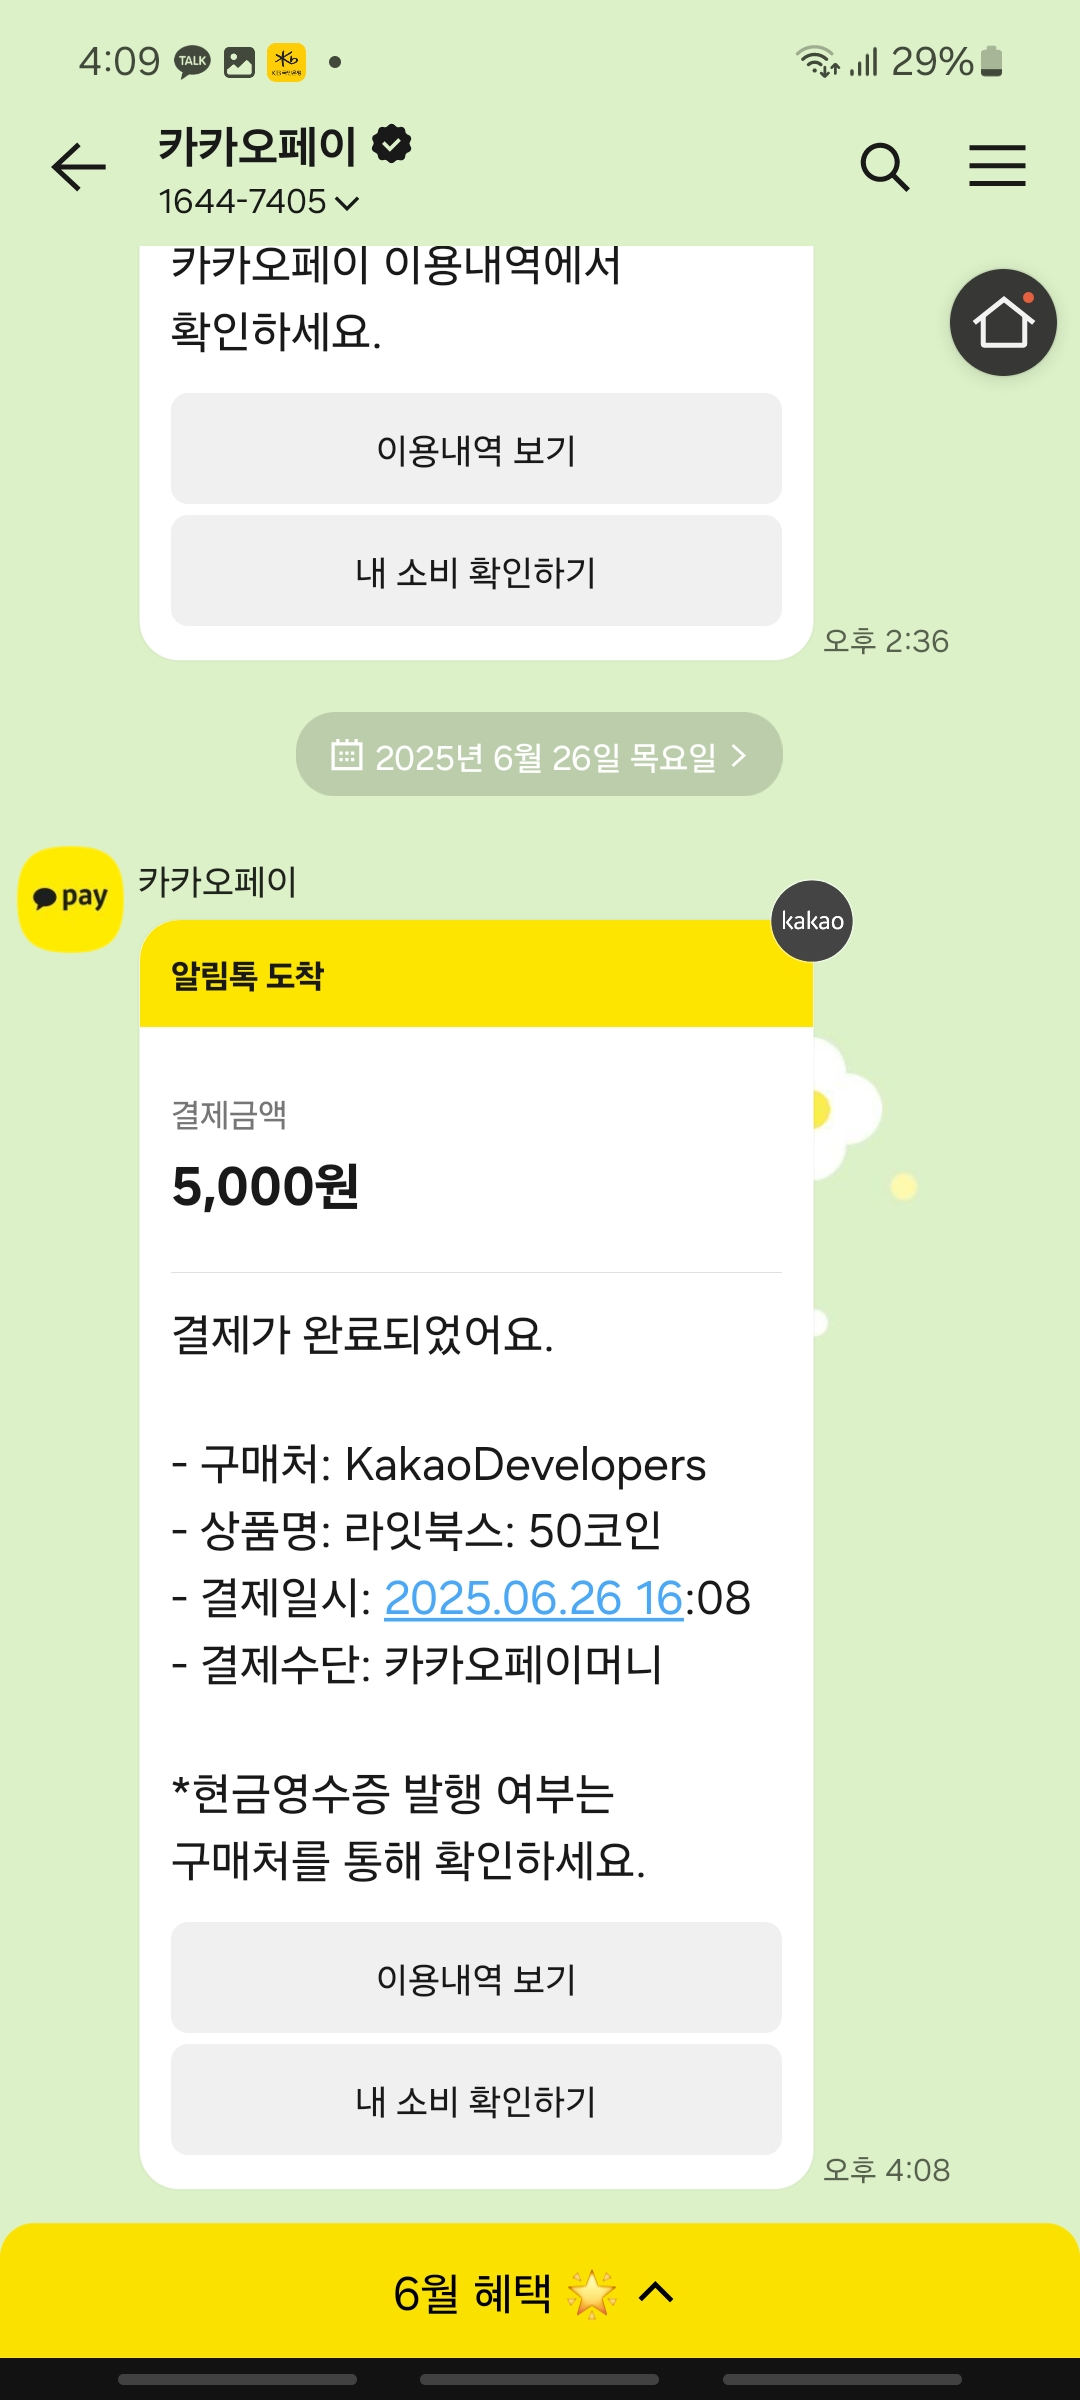 4:09
TALK
29%
카카오페이
1644-7405
카카오페이 이용내역에서
확인하세요.
이용내역 보기
내 소비 확인하기
오후 2:36
2025년 6월 26일 목요일
pay
카카오페이
kakao
알림톡 도착
결제금액
5,000원
결제가 완료되었어요.
- 구매처: KakaoDevelopers
- 상품명: 라잇북스: 50코인
- 결제일시: 2025.06.26 16:08
- 결제수단: 카카오페이머니
*현금영수증 발행 여부는
구매처를 통해 확인하세요.
이용내역 보기
내 소비 확인하기
오후 4:08
6월 혜택